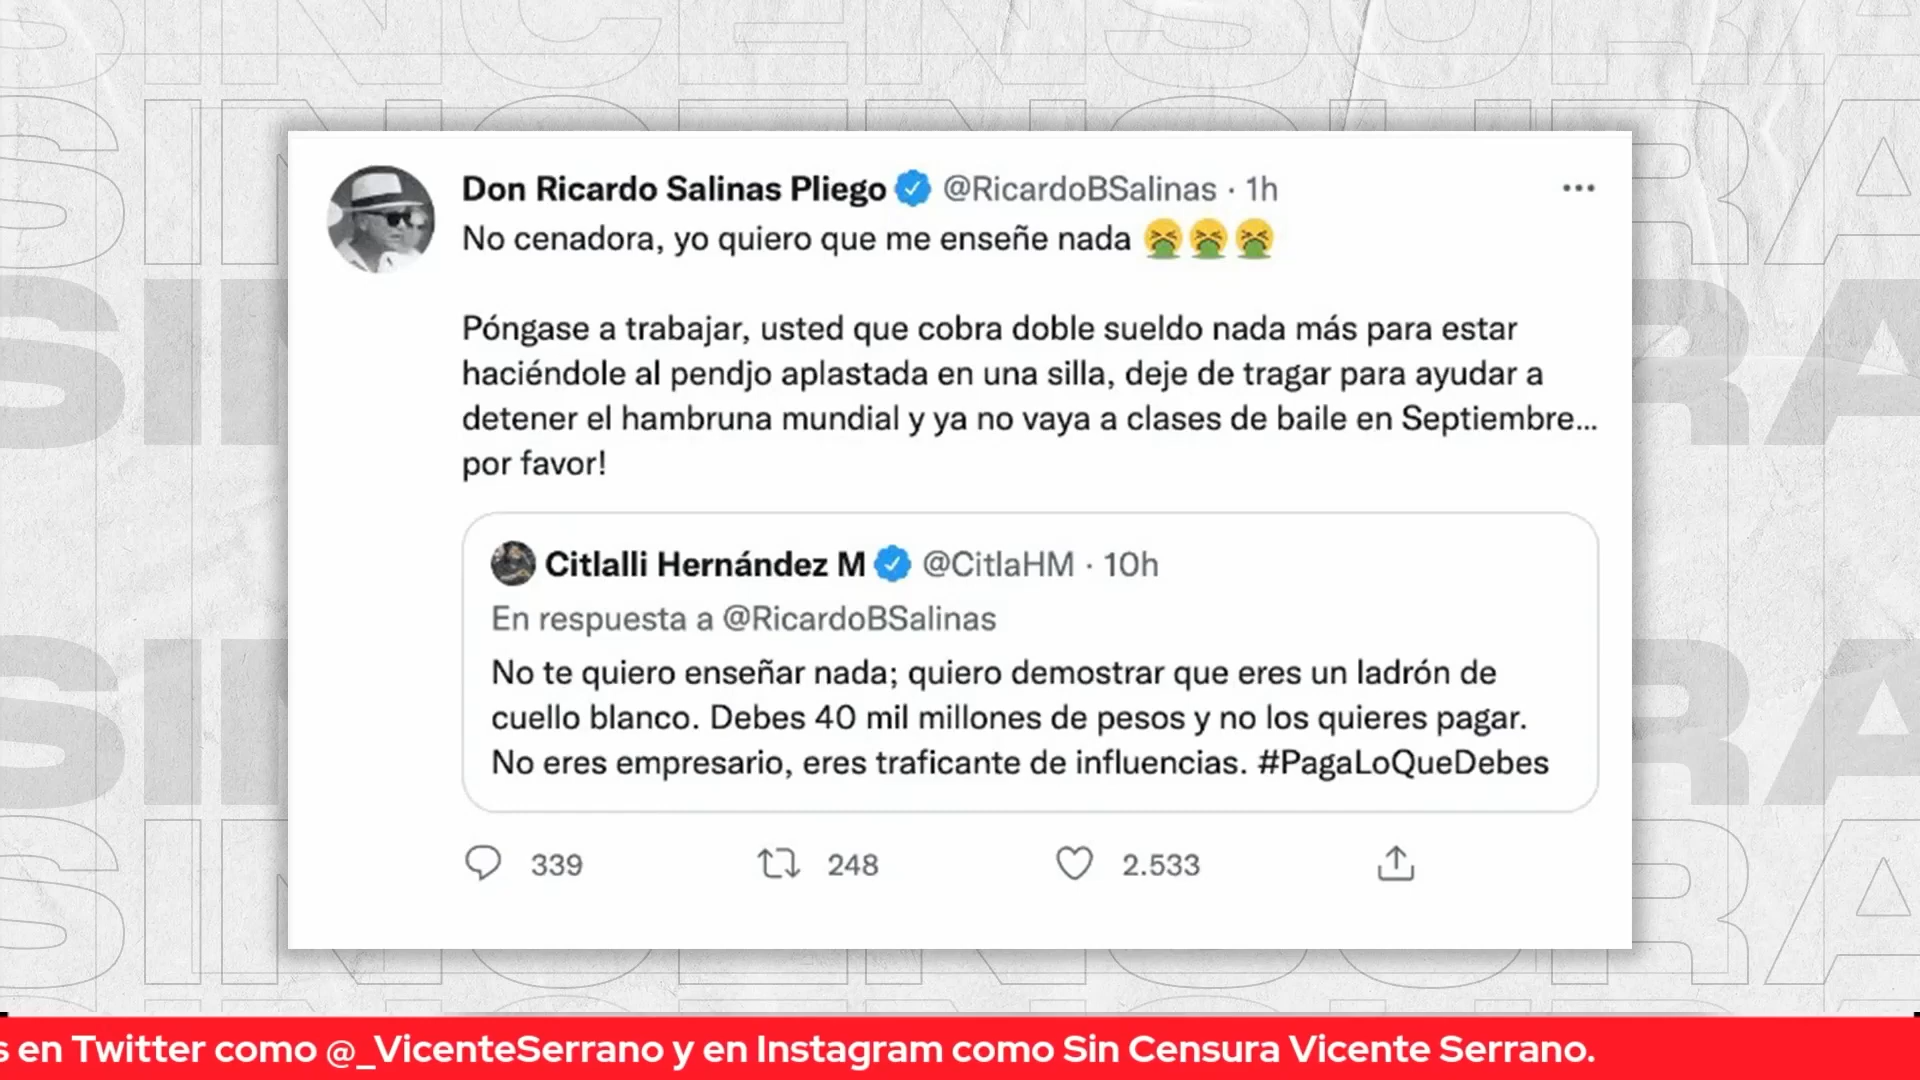 SINCENSURA
SINCENSURA
Don Ricardo Salinas Pliego @RicardoBSalinas · 1h
No cenadora, yo quiero que me enseñe nada 🤮🤮🤮
Póngase a trabajar, usted que cobra doble sueldo nada más para estar
haciéndole al pendjo aplastada en una silla, deje de tragar para ayudar a
detener el hambruna mundial y ya no vaya a clases de baile en Septiembre...
por favor!
Citlalli Hernández M @CitlaHM · 10h
En respuesta a @RicardoBSalinas
No te quiero enseñar nada; quiero demostrar que eres un ladrón de
cuello blanco. Debes 40 mil millones de pesos y no los quieres pagar.
No eres empresario, eres traficante de influencias. #PagaLoQueDebes
339 248 2.533
s en Twitter como @_VicenteSerrano y en Instagram como Sin Censura Vicente Serrano.